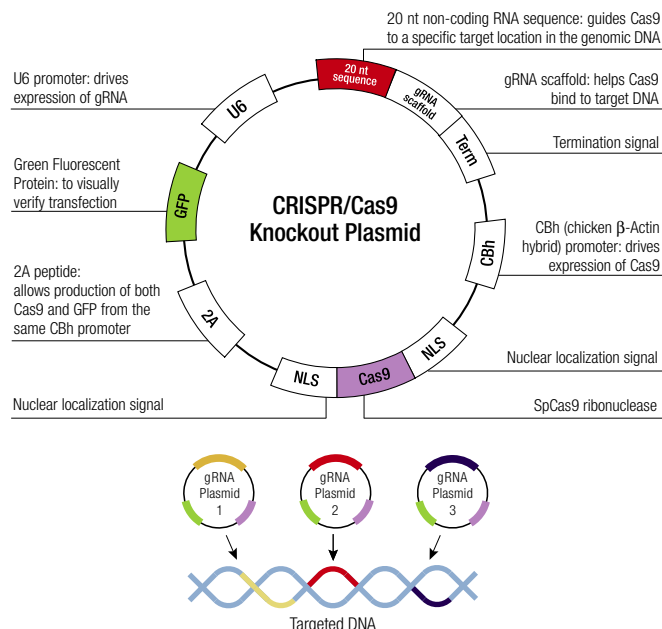 20 nt non-coding RNA sequence: guides Cas9
to a specific target location in the genomic DNA
U6 promoter: drives
expression of gRNA
20 nt
sequence
gRNA
scaffold
gRNA scaffold: helps Cas9
bind to target DNA
U6
Term
Termination signal
Green Fluorescent
Protein: to visually
verify transfection
GFP
CRISPR/Cas9
Knockout Plasmid
CBh
CBh (chicken β-Actin
hybrid) promoter: drives
expression of Cas9
2A peptide:
allows production of both
Cas9 and GFP from the
same CBh promoter
2A
NLS
Cas9
NLS
Nuclear localization signal
Nuclear localization signal
SpCas9 ribonuclease
gRNA
Plasmid
1
gRNA
Plasmid
2
gRNA
Plasmid
3
Targeted DNA